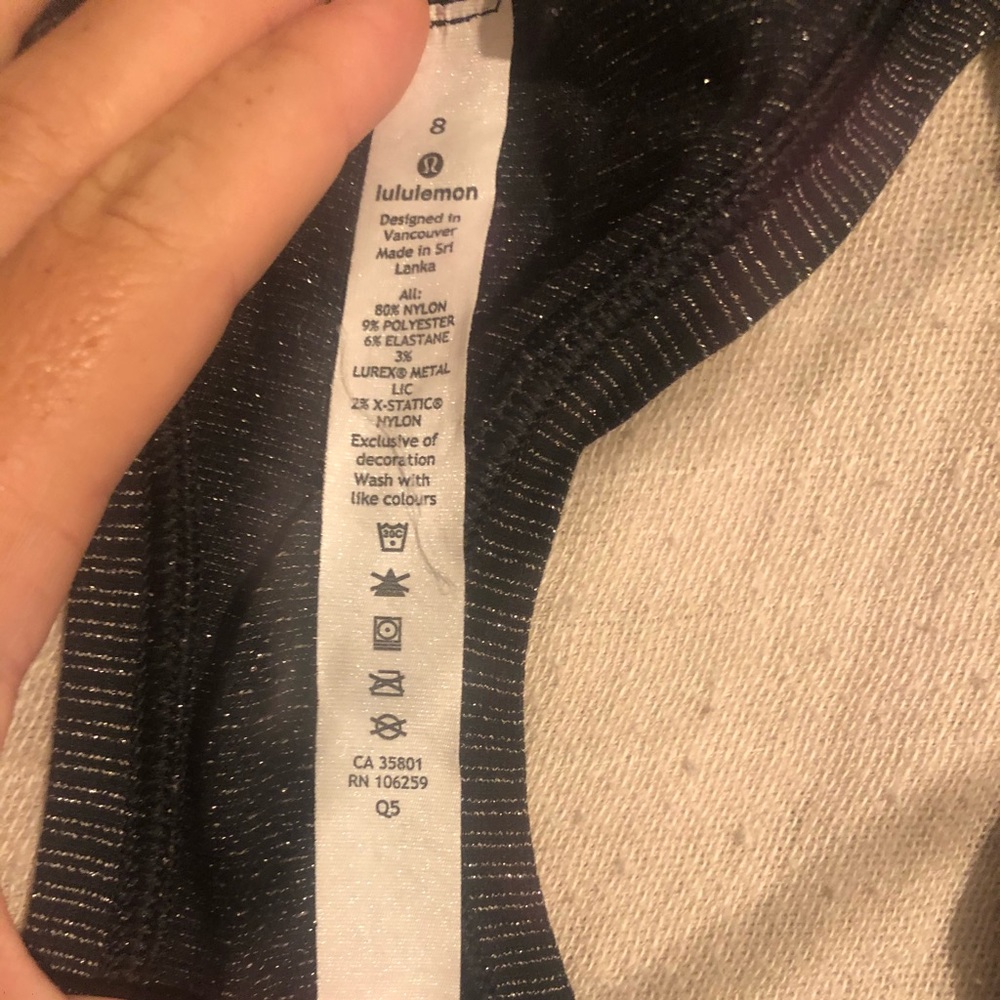 8
lululemon
Designed in
Vancouver
Made in Sri
Lanka
All:
80% NYLON
9% POLYESTER
6% ELASTANE
3%
LUREX® METAL
LIC
2% X-STATIC®
NYLON
Exclusive of
decoration
Wash with
like colours
30C
CA 35801
RN 106259
Q5